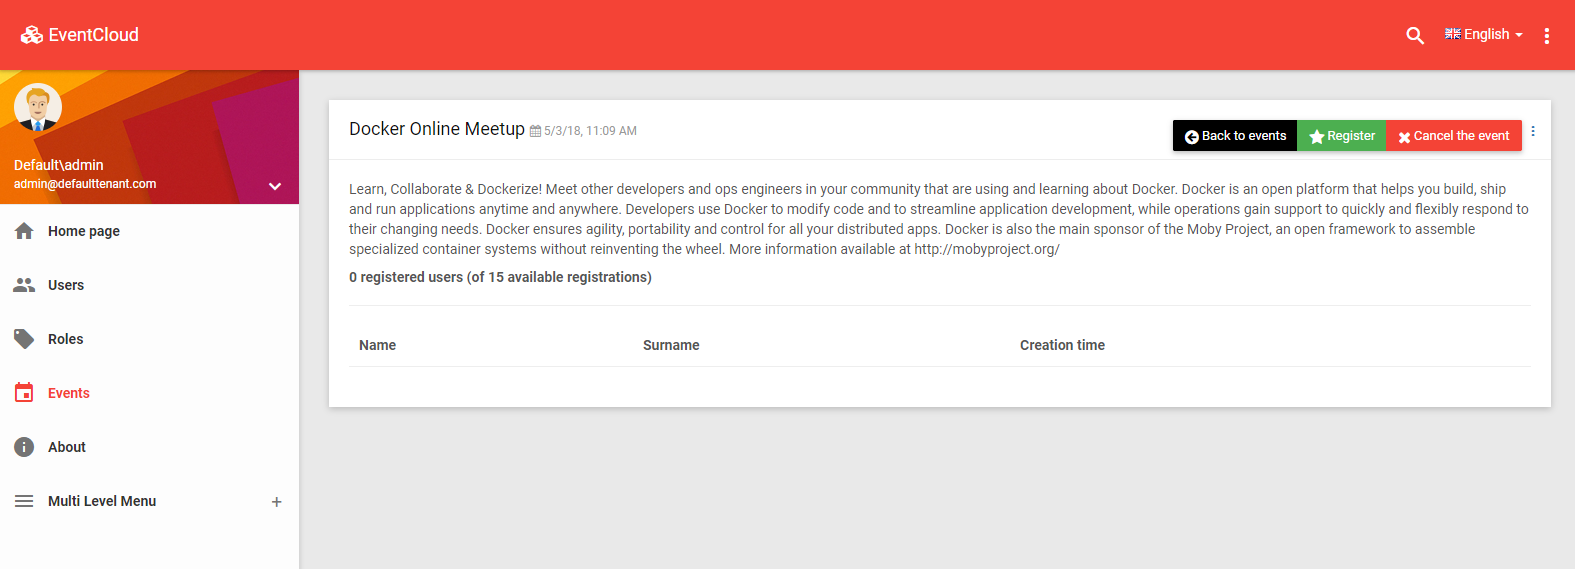 EventCloud
English
Default\admin
admin@defaulttenant.com
Home page
Users
Roles
Events
About
Multi Level Menu
Docker Online Meetup 5/3/18, 11:09 AM
Back to events
Register
Cancel the event
Learn, Collaborate & Dockerize! Meet other developers and ops engineers in your community that are using and learning about Docker. Docker is an open platform that helps you build, ship
and run applications anytime and anywhere. Developers use Docker to modify code and to streamline application development, while operations gain support to quickly and flexibly respond to
their changing needs. Docker ensures agility, portability and control for all your distributed apps. Docker is also the main sponsor of the Moby Project, an open framework to assemble
specialized container systems without reinventing the wheel. More information available at http://mobyproject.org/
0 registered users (of 15 available registrations)
Name Surname Creation time